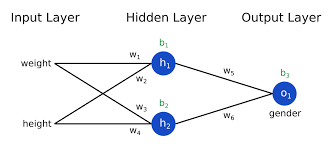 Input Layer Hidden Layer Output Layer
b₁
w₁
h₁
weight
w₂
w₅
b₃
o₁
w₃
b₂
w₆
gender
height
w₄
h₂